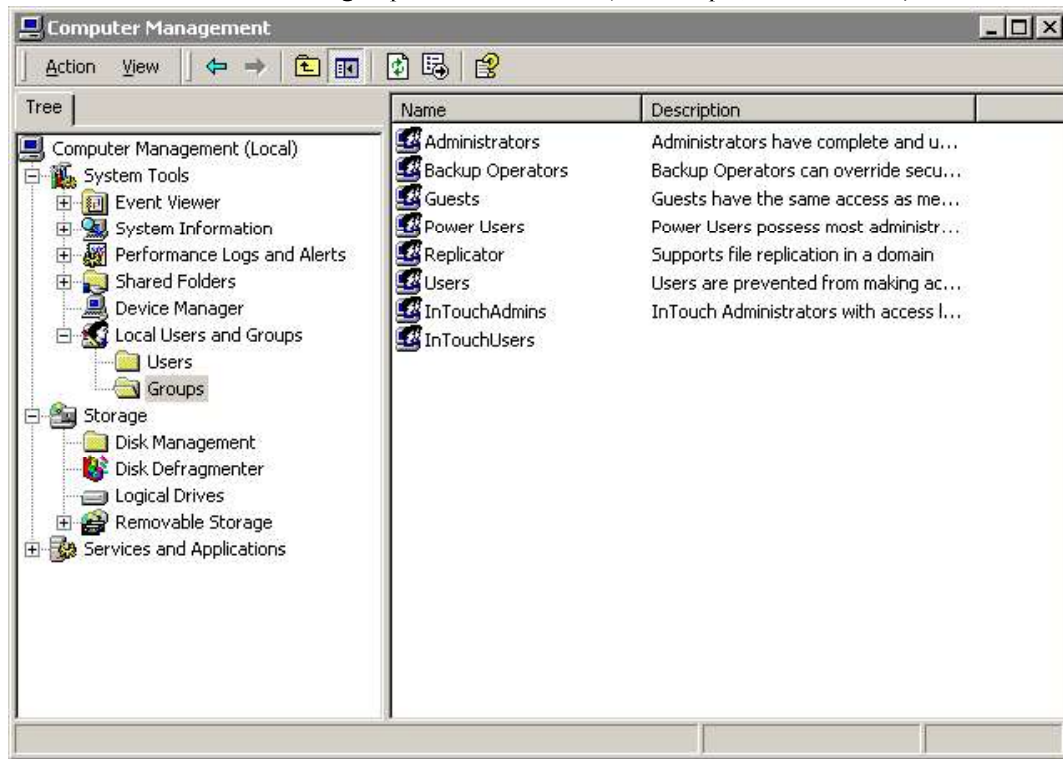 Computer Management
Action View
Tree
Name Description
Computer Management (Local)
System Tools
Event Viewer
System Information
Performance Logs and Alerts
Shared Folders
Device Manager
Local Users and Groups
Users
Groups
Storage
Disk Management
Disk Defragmenter
Logical Drives
Removable Storage
Services and Applications
Administrators Administrators have complete and u...
Backup Operators Backup Operators can override secu...
Guests Guests have the same access as me...
Power Users Power Users possess most administr...
Replicator Supports file replication in a domain
Users Users are prevented from making ac...
InTouchAdmins InTouch Administrators with access l...
InTouchUsers